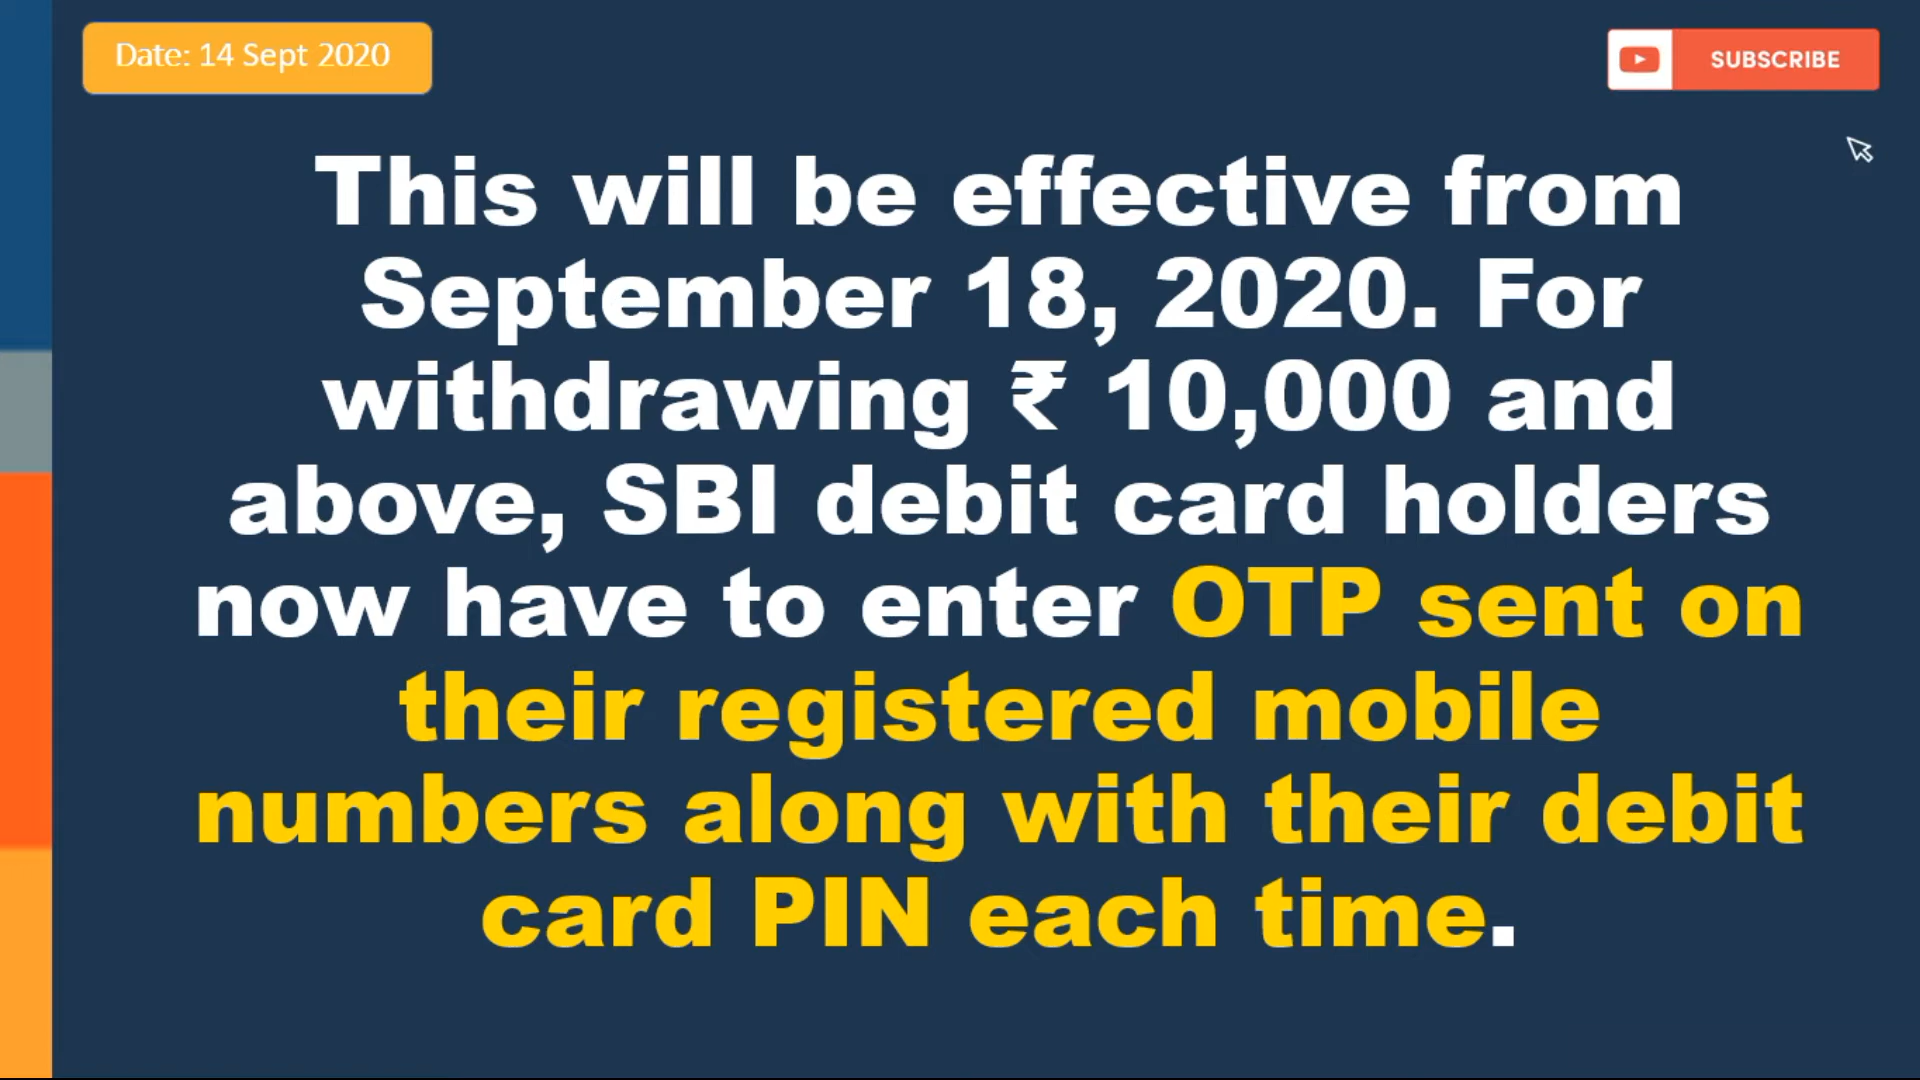 Date: 14 Sept 2020
SUBSCRIBE
This will be effective from
September 18, 2020. For
withdrawing ₹ 10,000 and
above, SBI debit card holders
now have to enter OTP sent on
their registered mobile
numbers along with their debit
card PIN each time.